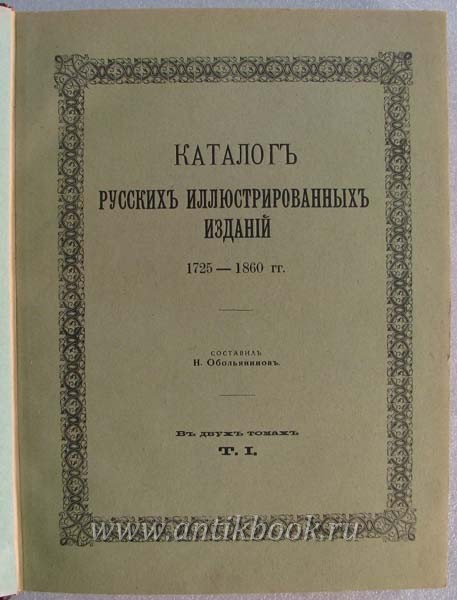 КАТАЛОГЪ
РУССКИХЪ ИЛЛЮСТРИРОВАННЫХЪ
ИЗДАНІЙ
1725 — 1860 гг.
СОСТАВИЛЪ
Н. Обольяниновъ.
Въ двухъ томахъ
Т. I.
www.antikbook.ru